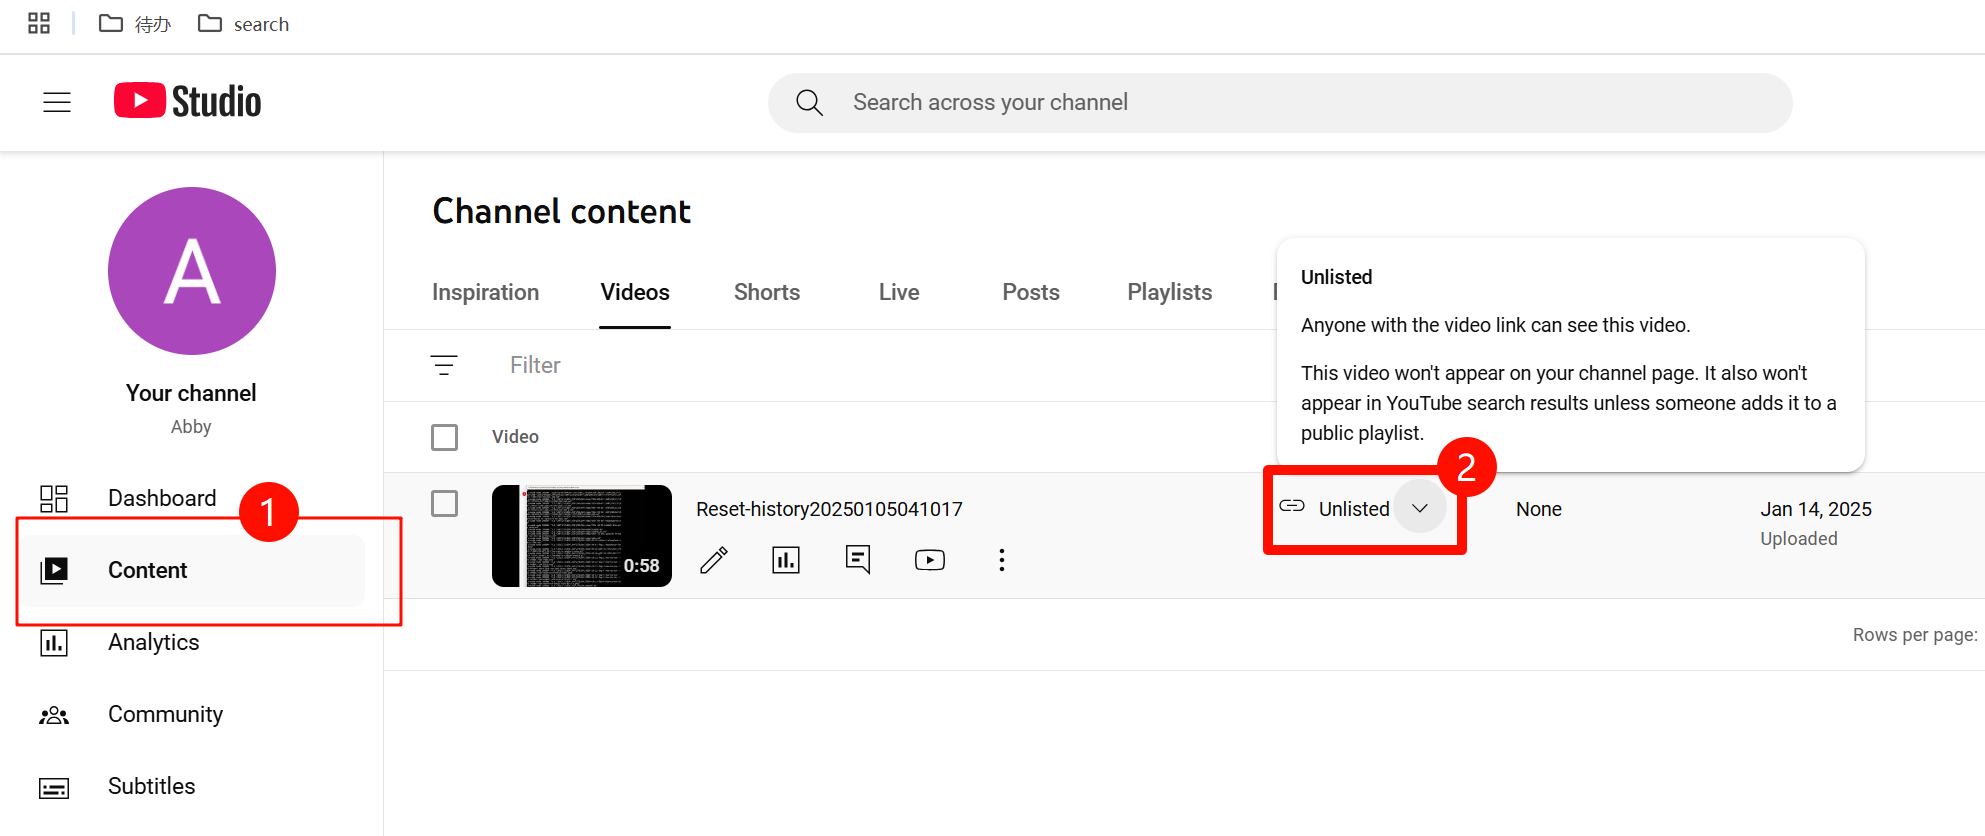 待办
search
Studio
Search across your channel
A
Your channel
Abby
Dashboard
1
Content
Analytics
Community
Subtitles
Channel content
Inspiration
Videos
Shorts
Live
Posts
Playlists
Filter
Video
Unlisted
Anyone with the video link can see this video.
This video won't appear on your channel page. It also won't
appear in YouTube search results unless someone adds it to a
public playlist.
2
0:58
Reset-history20250105041017
Unlisted
None
Jan 14, 2025
Uploaded
Rows per page: